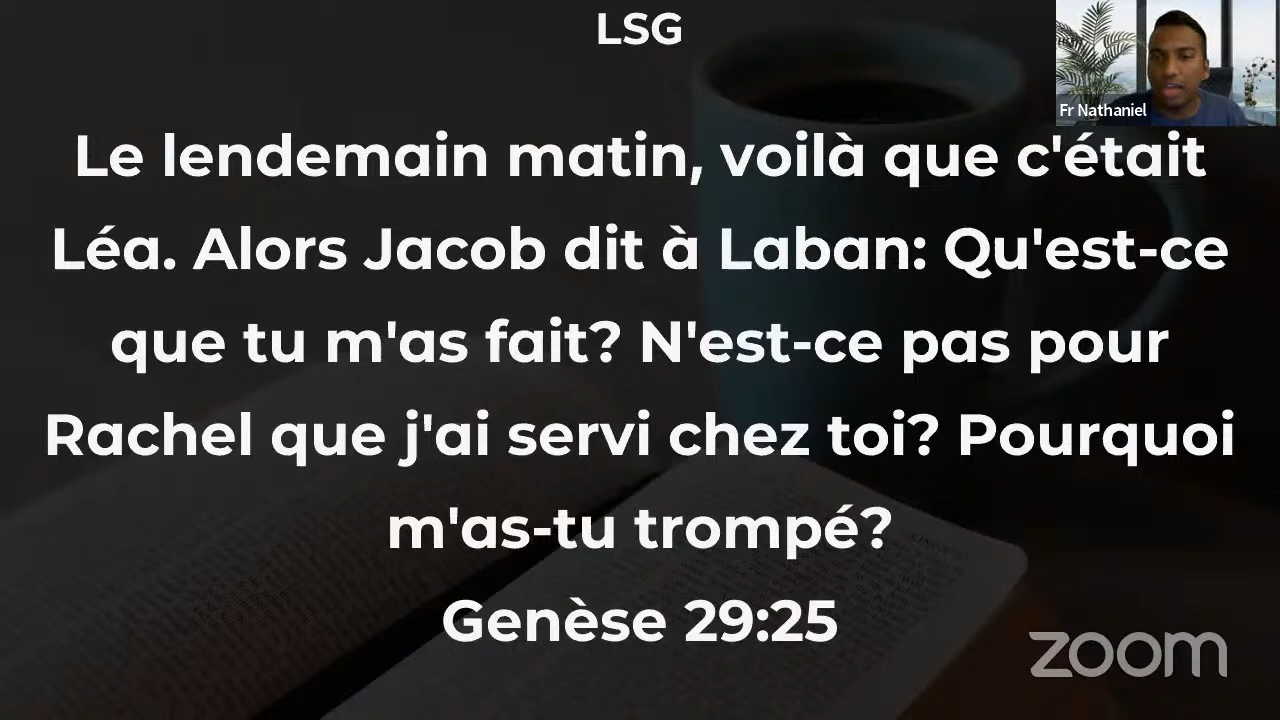 LSG
Fr Nathaniel
Le lendemain matin, voilà que c'était
Léa. Alors Jacob dit à Laban: Qu'est-ce
que tu m'as fait? N'est-ce pas pour
Rachel que j'ai servi chez toi? Pourquoi
m'as-tu trompé?
Genèse 29:25
zoom